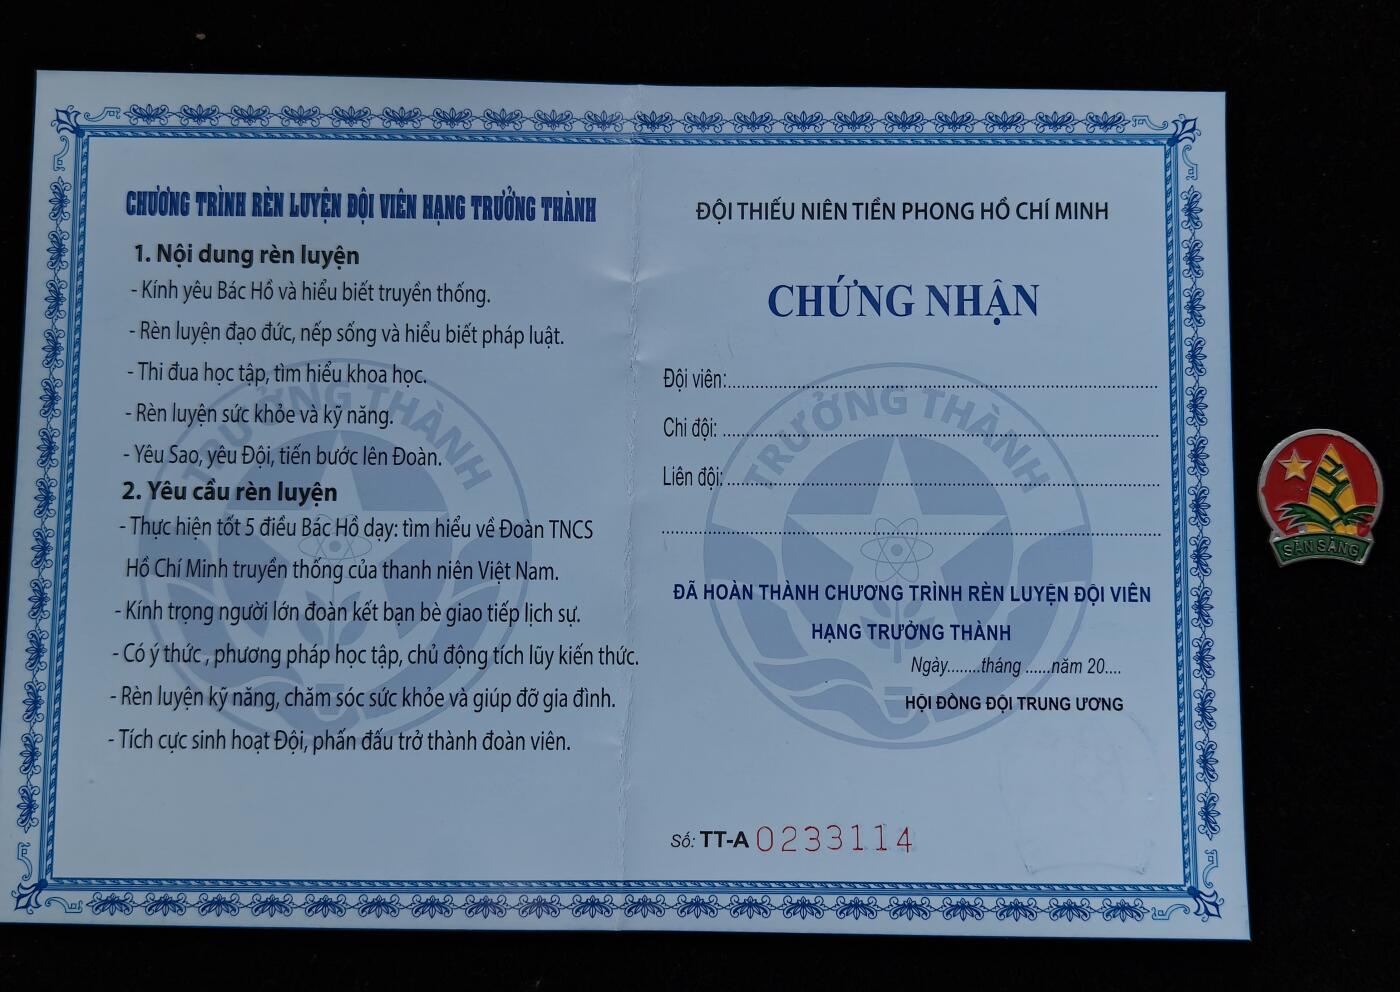 CHƯƠNG TRÌNH RÈN LUYỆN ĐỘI VIÊN HẠNG TRƯỞNG THÀNH
1. Nội dung rèn luyện
- Kính yêu Bác Hồ và hiểu biết truyền thống.
- Rèn luyện đạo đức, nếp sống và hiểu biết pháp luật.
- Thi đua học tập, tìm hiểu khoa học.
- Rèn luyện sức khỏe và kỹ năng.
- Yêu Sao, yêu Đội, tiến bước lên Đoàn.
2. Yêu cầu rèn luyện
- Thực hiện tốt 5 điều Bác Hồ dạy: tìm hiểu về Đoàn TNCS
Hồ Chí Minh truyền thống của thanh niên Việt Nam.
- Kính trọng người lớn đoàn kết bạn bè giao tiếp lịch sự.
- Có ý thức , phương pháp học tập, chủ động tích lũy kiến thức.
- Rèn luyện kỹ năng, chăm sóc sức khỏe và giúp đỡ gia đình.
- Tích cực sinh hoạt Đội, phấn đấu trở thành đoàn viên.
TRƯỞNG THÀNH
ĐỘI THIẾU NIÊN TIỀN PHONG HỒ CHÍ MINH
CHỨNG NHẬN
Đội viên:
Chi đội:
Liên đội:
TRƯỞNG THÀNH
ĐÃ HOÀN THÀNH CHƯƠNG TRÌNH RÈN LUYỆN ĐỘI VIÊN
HẠNG TRƯỞNG THÀNH
Ngày........tháng ......năm 20....
HỘI ĐỒNG ĐỘI TRUNG ƯƠNG
Số: TT-A 0233114
SẴN SÀNG